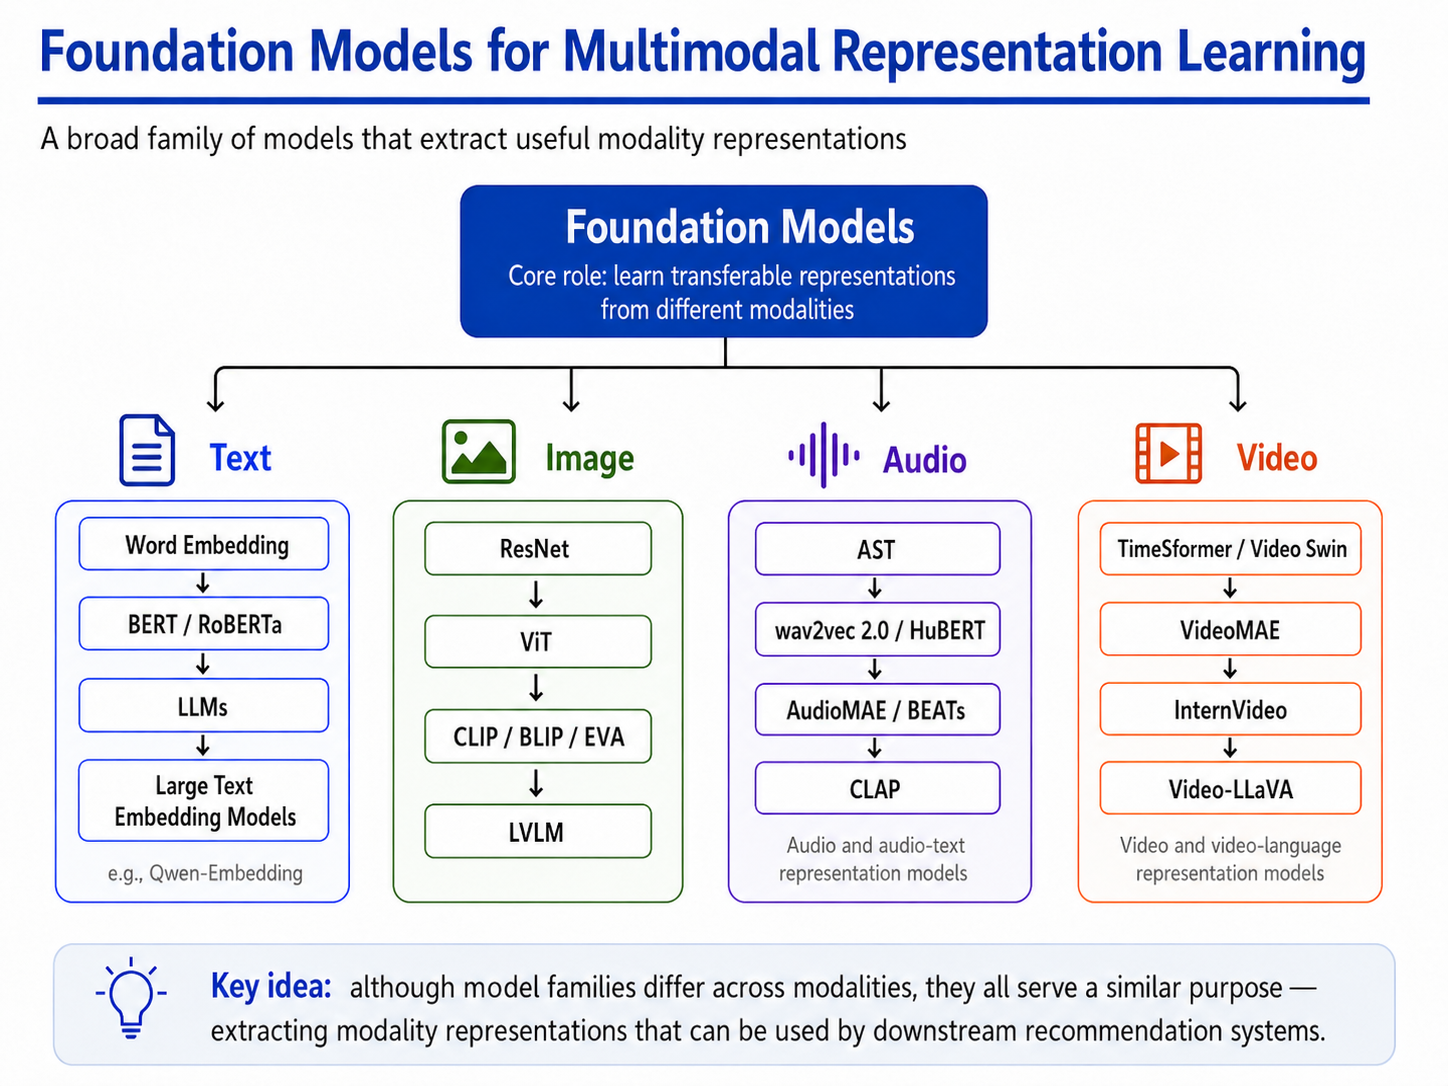 Foundation Models for Multimodal Representation Learning
A broad family of models that extract useful modality representations
Foundation Models
Core role: learn transferable representations
from different modalities
Text
Word Embedding
BERT / RoBERTa
LLMs
Large Text
Embedding Models
e.g., Qwen-Embedding
Image
ResNet
ViT
CLIP / BLIP / EVA
LVLM
Audio
AST
wav2vec 2.0 / HuBERT
AudioMAE / BEATs
CLAP
Audio and audio-text
representation models
Video
TimeSformer / Video Swin
VideoMAE
InternVideo
Video-LLaVA
Video and video-language
representation models
Key idea: although model families differ across modalities, they all serve a similar purpose —
extracting modality representations that can be used by downstream recommendation systems.